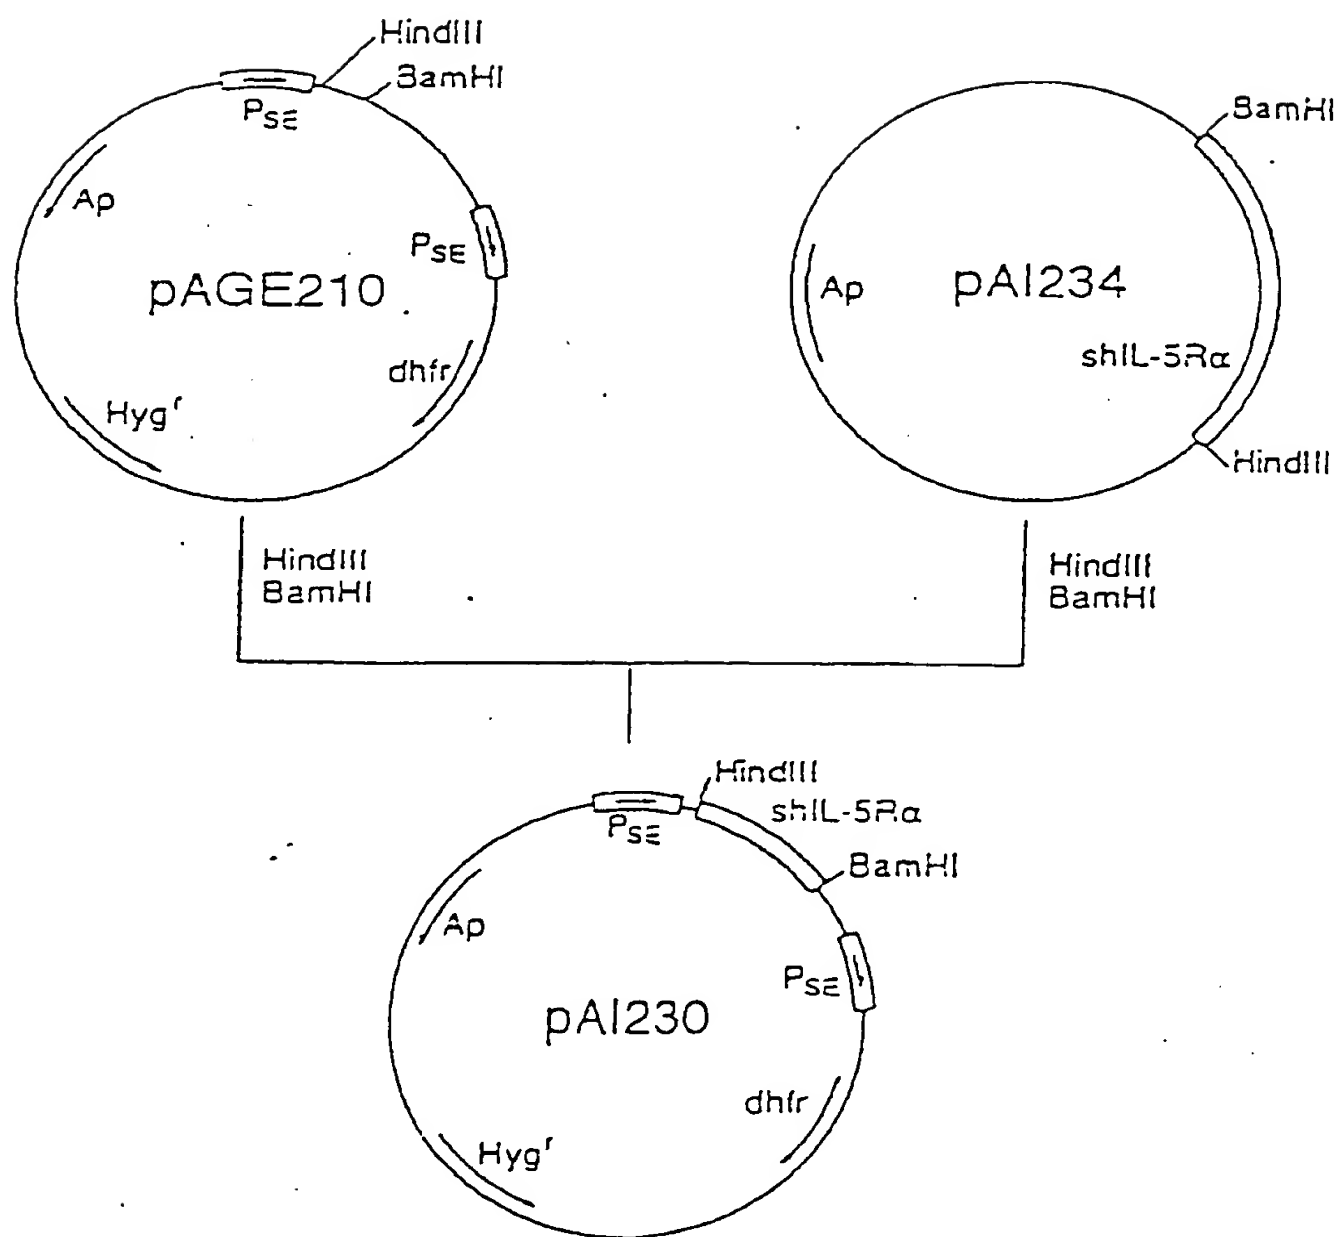 HindIII
BamHI
PSE
Ap
PSE
pAGE210
dhfr
Hygr
BamHI
Ap
pAI234
shIL-5Rα
HindIII
HindIII
BamHI
HindIII
BamHI
HindIII
shIL-5Rα
PSE
BamHI
Ap
PSE
pAI230
dhfr
Hygr